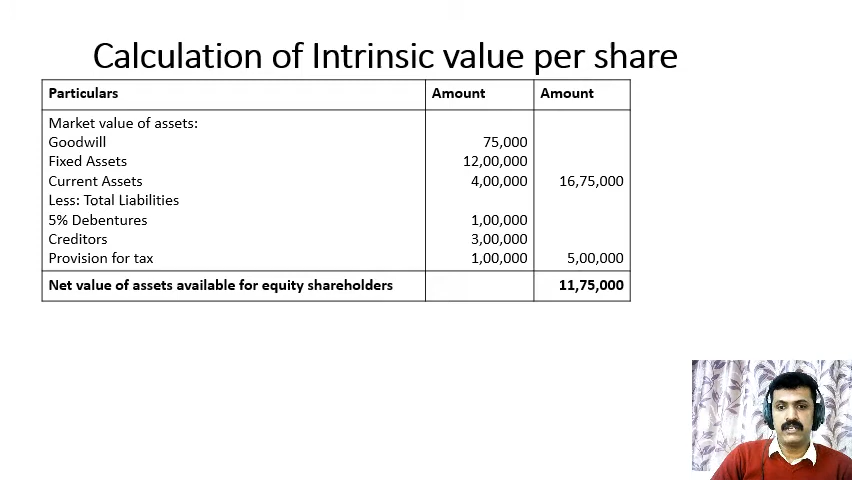 Calculation of Intrinsic value per share
Particulars Amount Amount
Market value of assets:
Goodwill 75,000
Fixed Assets 12,00,000
Current Assets 4,00,000 16,75,000
Less: Total Liabilities
5% Debentures 1,00,000
Creditors 3,00,000
Provision for tax 1,00,000 5,00,000
Net value of assets available for equity shareholders 11,75,000